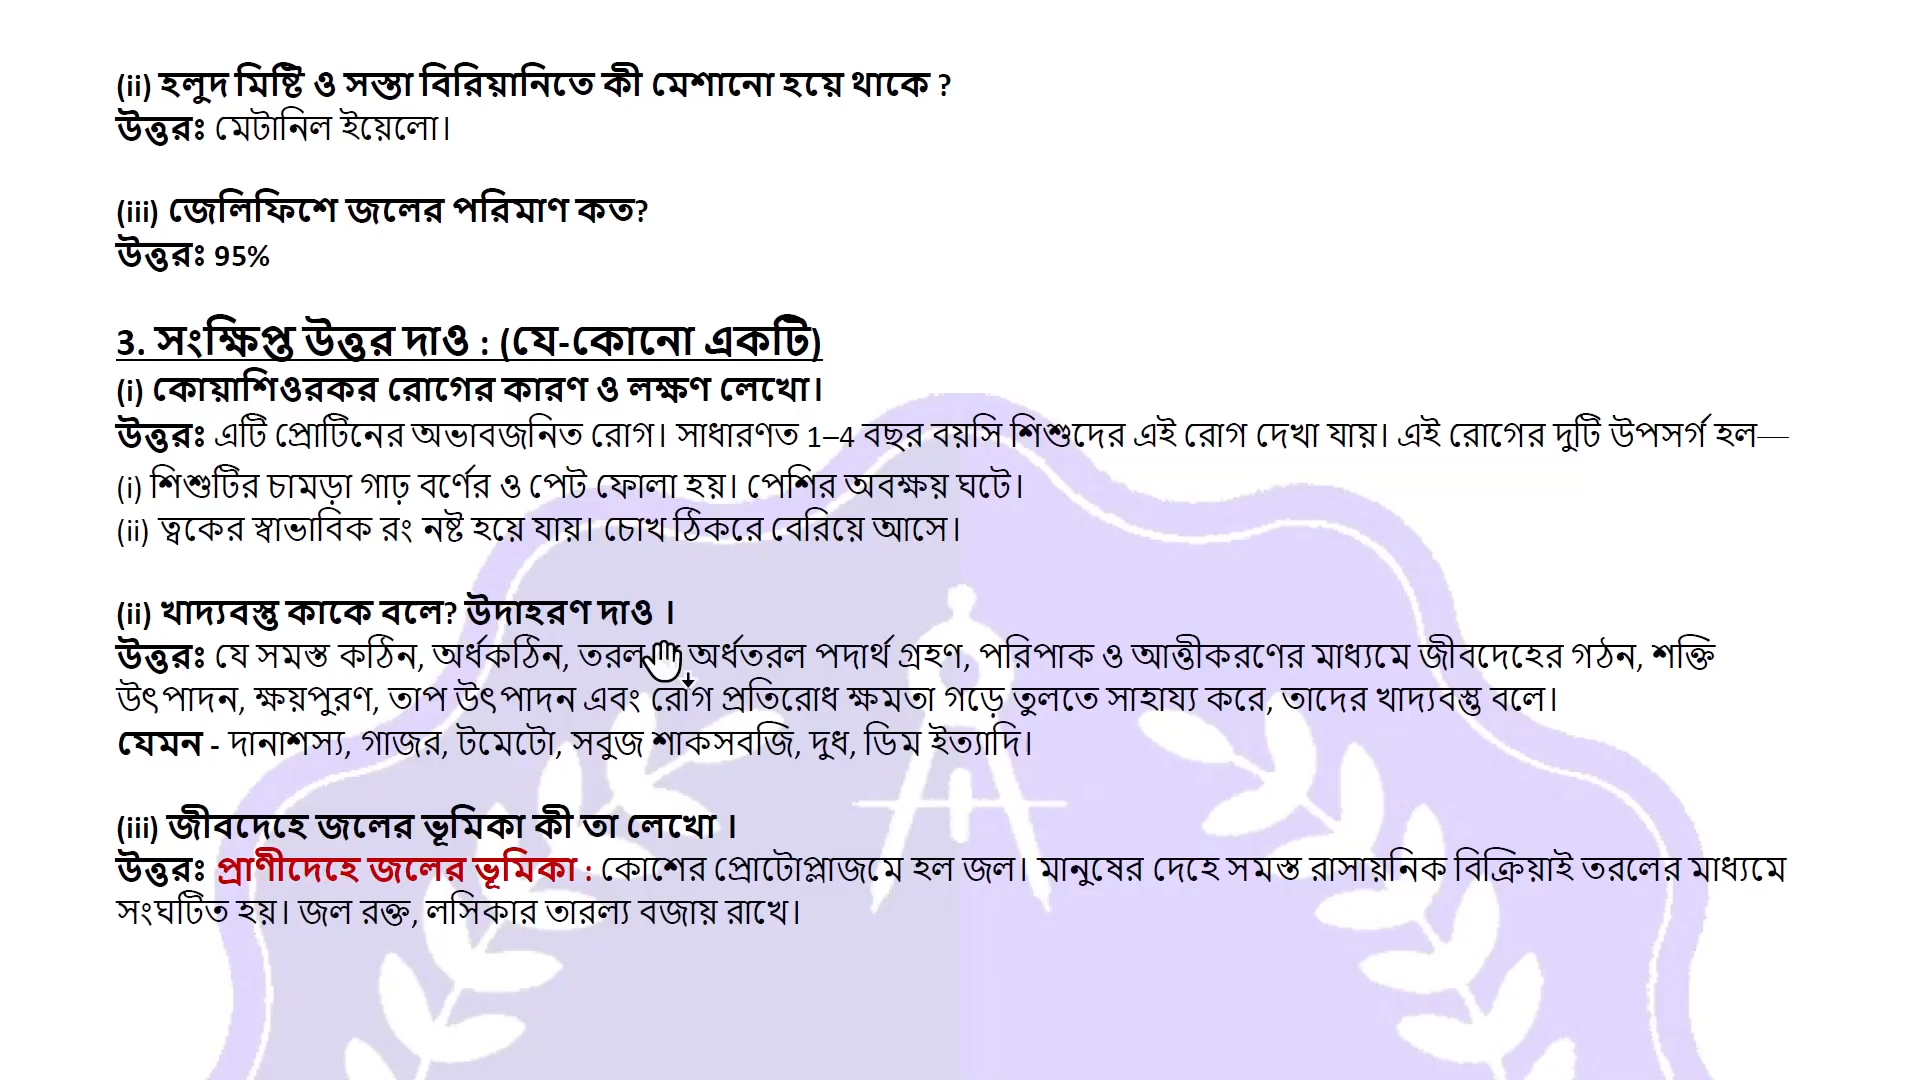 (ii) হলুদ মিষ্টি ও সস্তা বিরিয়ানিতে কী মেশানো হয়ে থাকে ?
উত্তরঃ মেটানিল ইয়েলো।
(iii) জেলিফিশে জলের পরিমাণ কত?
উত্তরঃ 95%
3. সংক্ষিপ্ত উত্তর দাও : (যে-কোনো একটি)
(i) কোয়াশিওরকর রোগের কারণ ও লক্ষণ লেখো।
উত্তরঃ এটি প্রোটিনের অভাবজনিত রোগ। সাধারণত 1–4 বছর বয়সি শিশুদের এই রোগ দেখা যায়। এই রোগের দুটি উপসর্গ হল—
(i) শিশুটির চামড়া গাঢ় বর্ণের ও পেট ফোলা হয়। পেশির অবক্ষয় ঘটে।
(ii) ত্বকের স্বাভাবিক রং নষ্ট হয়ে যায়। চোখ ঠিকরে বেরিয়ে আসে।
(ii) খাদ্যবস্তু কাকে বলে? উদাহরণ দাও ।
উত্তরঃ যে সমস্ত কঠিন, অর্ধকঠিন, তরল অর্ধতরল পদার্থ গ্রহণ, পরিপাক ও আত্তীকরণের মাধ্যমে জীবদেহের গঠন, শক্তি
উৎপাদন, ক্ষয়পুরণ, তাপ উৎপাদন এবং রোগ প্রতিরোধ ক্ষমতা গড়ে তুলতে সাহায্য করে, তাদের খাদ্যবস্তু বলে।
যেমন - দানাশস্য, গাজর, টমেটো, সবুজ শাকসবজি, দুধ, ডিম ইত্যাদি।
(iii) জীবদেহে জলের ভূমিকা কী তা লেখো ।
উত্তরঃ প্রাণীদেহে জলের ভূমিকা : কোশের প্রোটোপ্লাজমে হল জল। মানুষের দেহে সমস্ত রাসায়নিক বিক্রিয়াই তরলের মাধ্যমে
সংঘটিত হয়। জল রক্ত, লসিকার তারল্য বজায় রাখে।